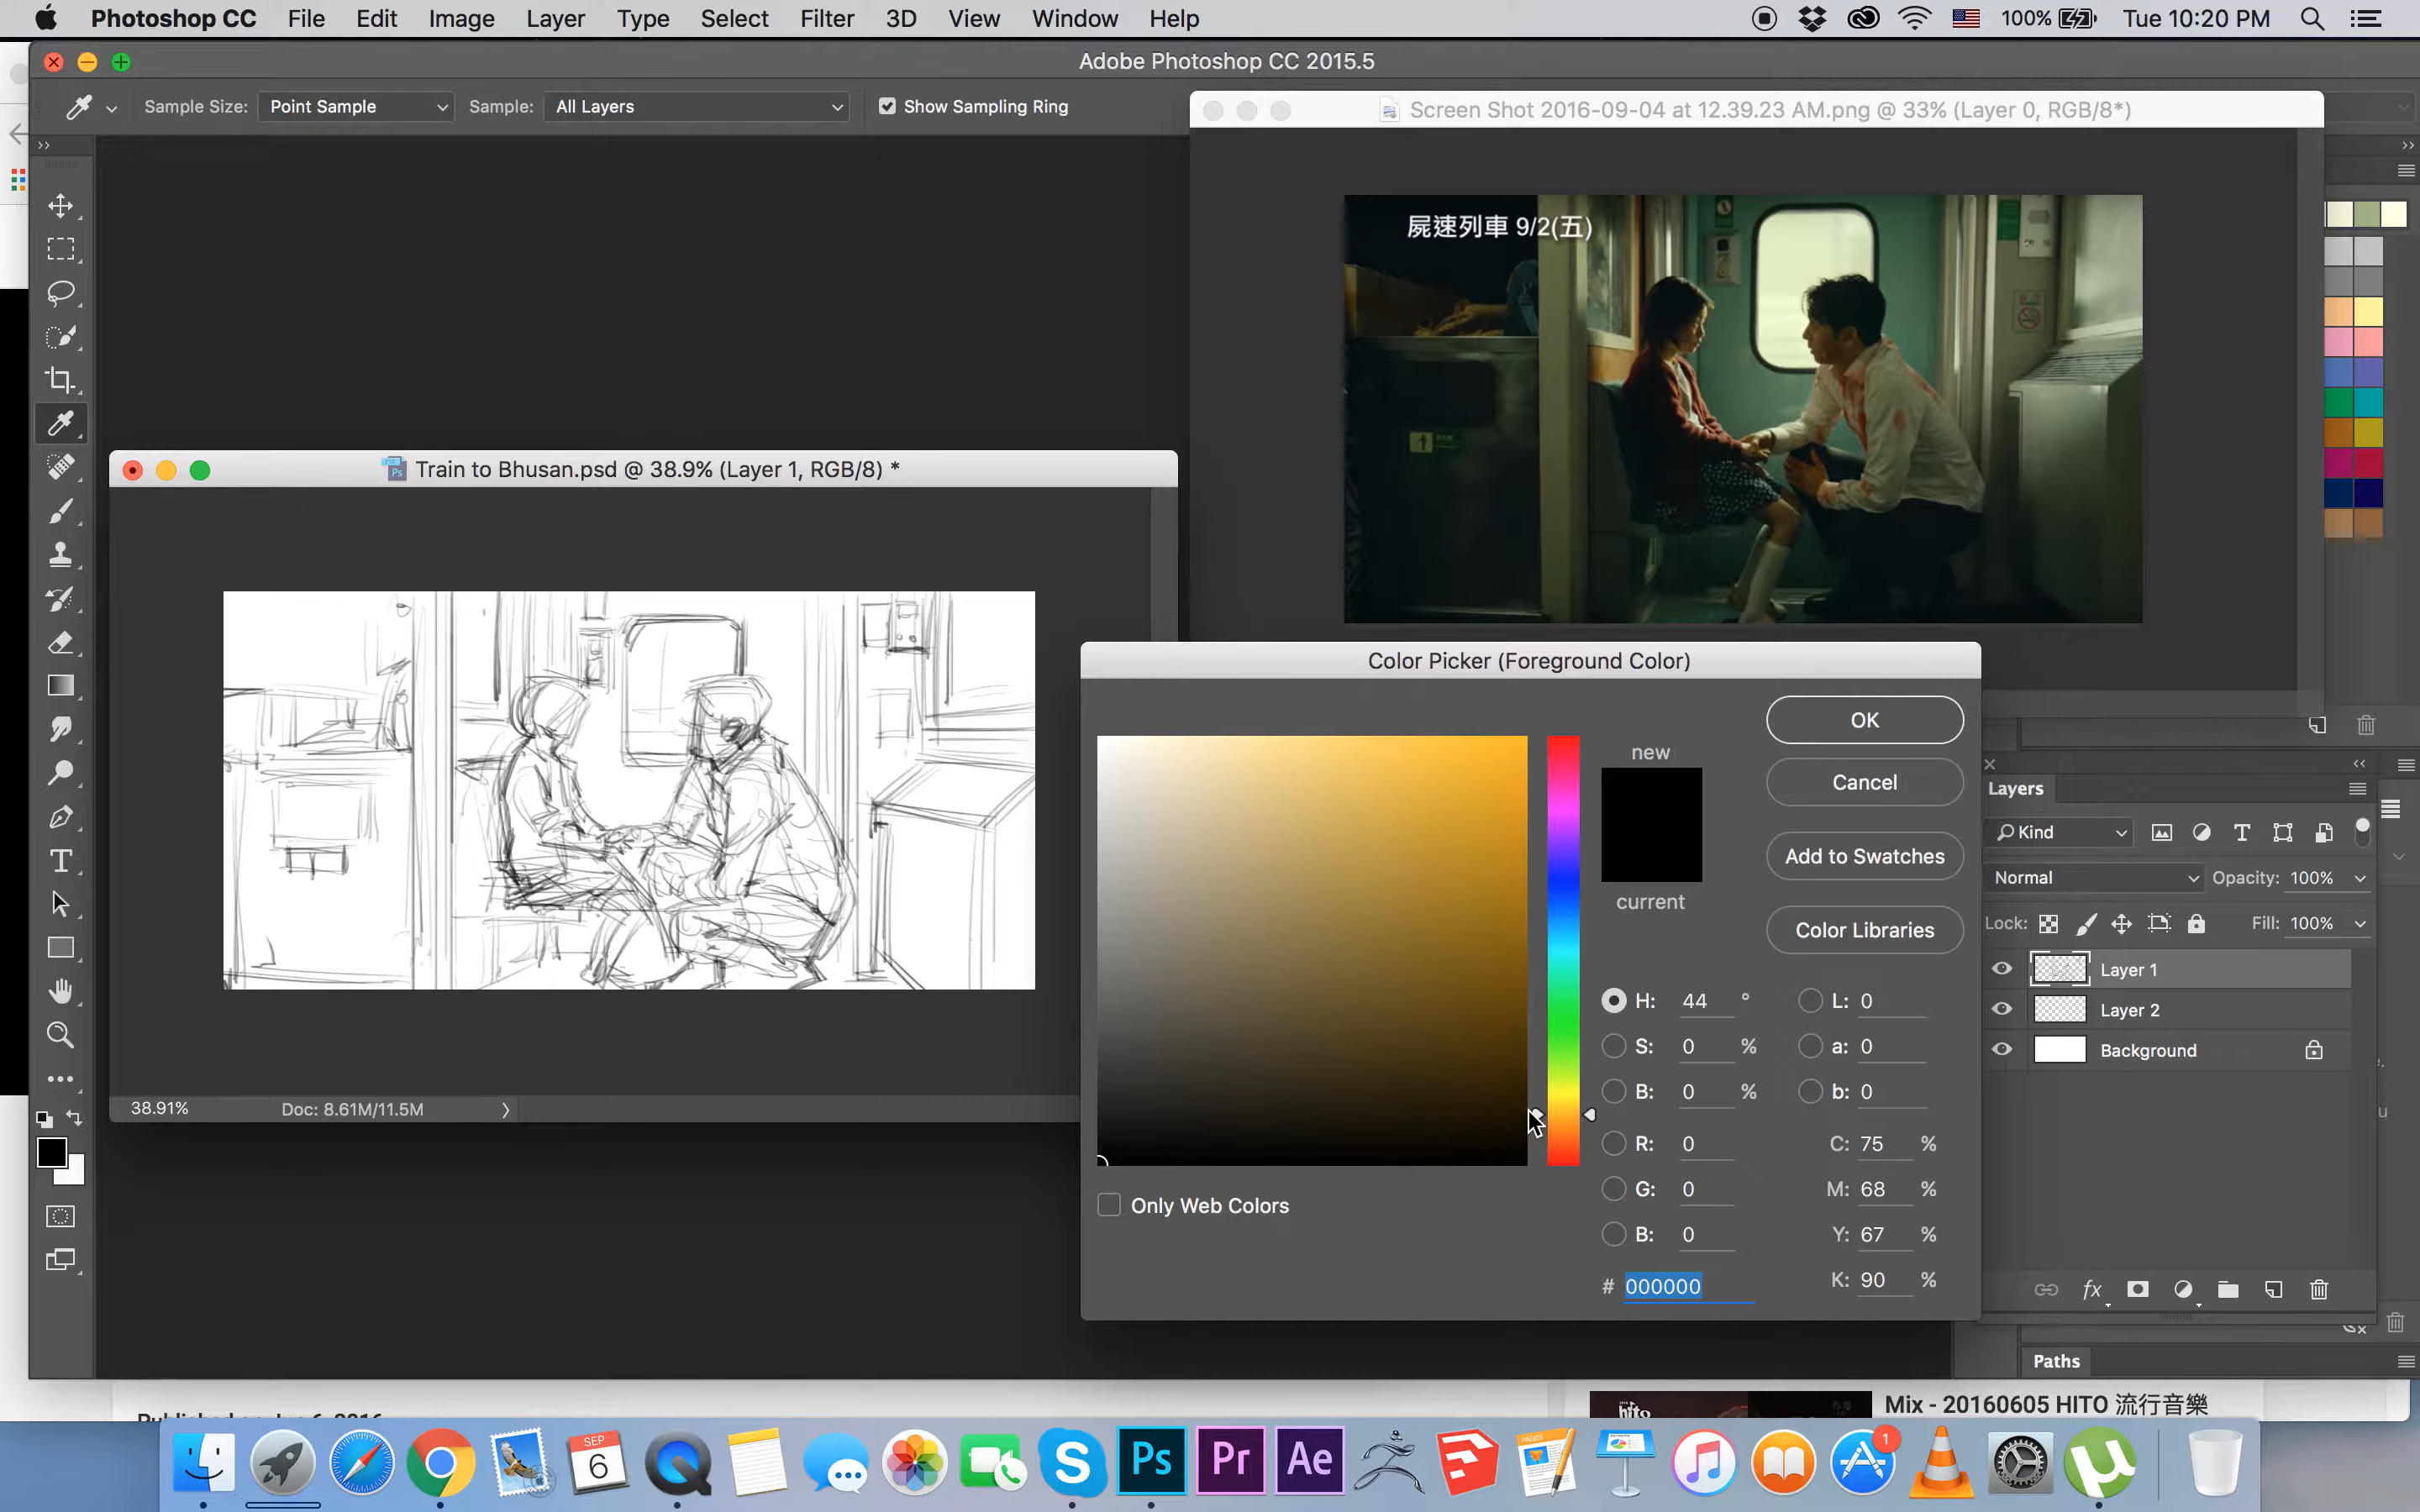 Photoshop CC File Edit Image Layer Type Select Filter 3D View Window Help 100% Tue 10:20 PM
Adobe Photoshop CC 2015.5
Sample Size: Point Sample Sample: All Layers Show Sampling Ring
Screen Shot 2016-09-04 at 12.39.23 AM.png @ 33% (Layer 0, RGB/8*)
屍速列車 9/2(五)
Train to Bhusan.psd @ 38.9% (Layer 1, RGB/8) *
38.91% Doc: 8.61M/11.5M
Color Picker (Foreground Color)
new
current
OK
Cancel
Add to Swatches
Color Libraries
H: 44 ° L: 0
S: 0 % a: 0
B: 0 % b: 0
R: 0 C: 75 %
G: 0 M: 68 %
B: 0 Y: 67 %
# 000000 K: 90 %
Only Web Colors
Layers
Kind
Normal Opacity: 100%
Lock: Fill: 100%
Layer 1
Layer 2
Background
Paths
Mix - 20160605 HITO 流行音樂
hito
SEP
6
PAGES
Ps
Pr
Ae
1